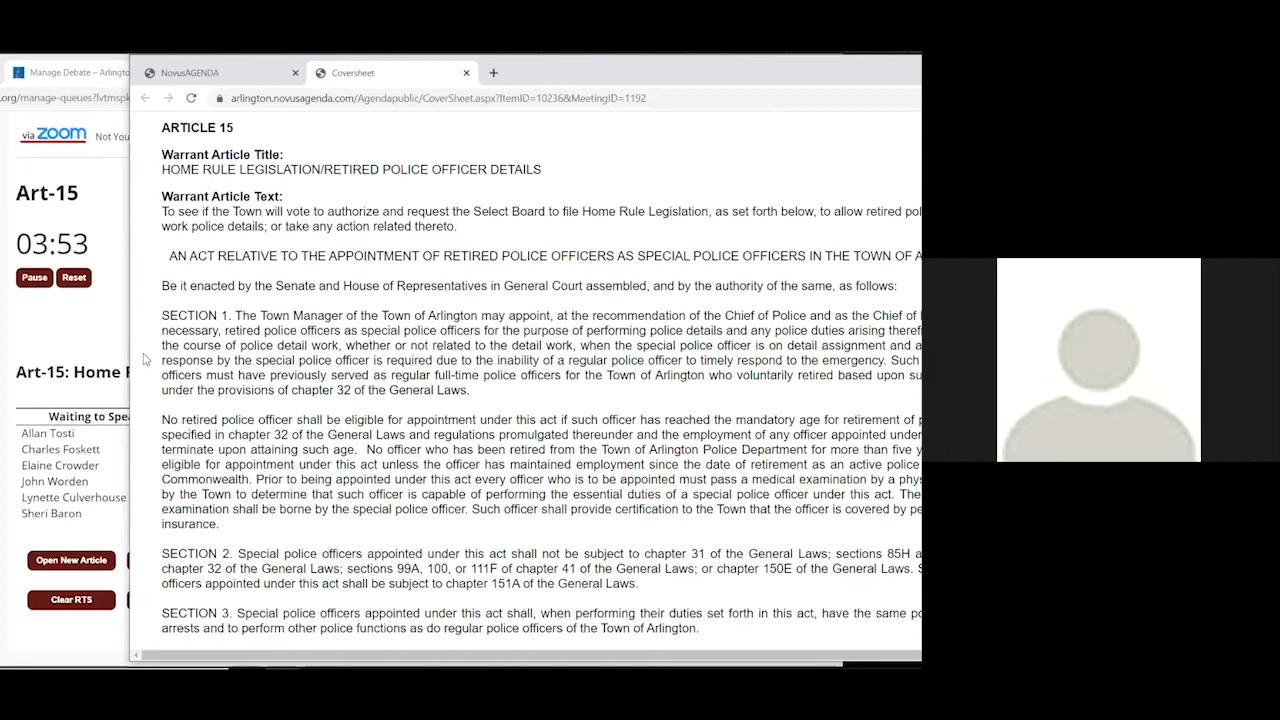 Manage Debate – Arlingto
NovusAGENDA
Coversheet
.org/manage-queues?lvtmspk
arlington.novusagenda.com/Agendapublic/CoverSheet.aspx?ItemID=10236&MeetingID=1192
via zoom Not You
Art-15
03:53
Pause Reset
Art-15: Home R
Waiting to Spea
Allan Tosti
Charles Foskett
Elaine Crowder
John Worden
Lynette Culverhouse
Sheri Baron
Open New Article
Clear RTS
ARTICLE 15
Warrant Article Title:
HOME RULE LEGISLATION/RETIRED POLICE OFFICER DETAILS
Warrant Article Text:
To see if the Town will vote to authorize and request the Select Board to file Home Rule Legislation, as set forth below, to allow retired pol
work police details; or take any action related thereto.
AN ACT RELATIVE TO THE APPOINTMENT OF RETIRED POLICE OFFICERS AS SPECIAL POLICE OFFICERS IN THE TOWN OF A
Be it enacted by the Senate and House of Representatives in General Court assembled, and by the authority of the same, as follows:
SECTION 1. The Town Manager of the Town of Arlington may appoint, at the recommendation of the Chief of Police and as the Chief of
necessary, retired police officers as special police officers for the purpose of performing police details and any police duties arising theref
the course of police detail work, whether or not related to the detail work, when the special police officer is on detail assignment and a
response by the special police officer is required due to the inability of a regular police officer to timely respond to the emergency. Such
officers must have previously served as regular full-time police officers for the Town of Arlington who voluntarily retired based upon su
under the provisions of chapter 32 of the General Laws.
No retired police officer shall be eligible for appointment under this act if such officer has reached the mandatory age for retirement of p
specified in chapter 32 of the General Laws and regulations promulgated thereunder and the employment of any officer appointed under
terminate upon attaining such age. No officer who has been retired from the Town of Arlington Police Department for more than five y
eligible for appointment under this act unless the officer has maintained employment since the date of retirement as an active police
Commonwealth. Prior to being appointed under this act every officer who is to be appointed must pass a medical examination by a phys
by the Town to determine that such officer is capable of performing the essential duties of a special police officer under this act. The
examination shall be borne by the special police officer. Such officer shall provide certification to the Town that the officer is covered by pe
insurance.
SECTION 2. Special police officers appointed under this act shall not be subject to chapter 31 of the General Laws; sections 85H a
chapter 32 of the General Laws; sections 99A, 100, or 111F of chapter 41 of the General Laws; or chapter 150E of the General Laws. S
officers appointed under this act shall be subject to chapter 151A of the General Laws.
SECTION 3. Special police officers appointed under this act shall, when performing their duties set forth in this act, have the same po
arrests and to perform other police functions as do regular police officers of the Town of Arlington.